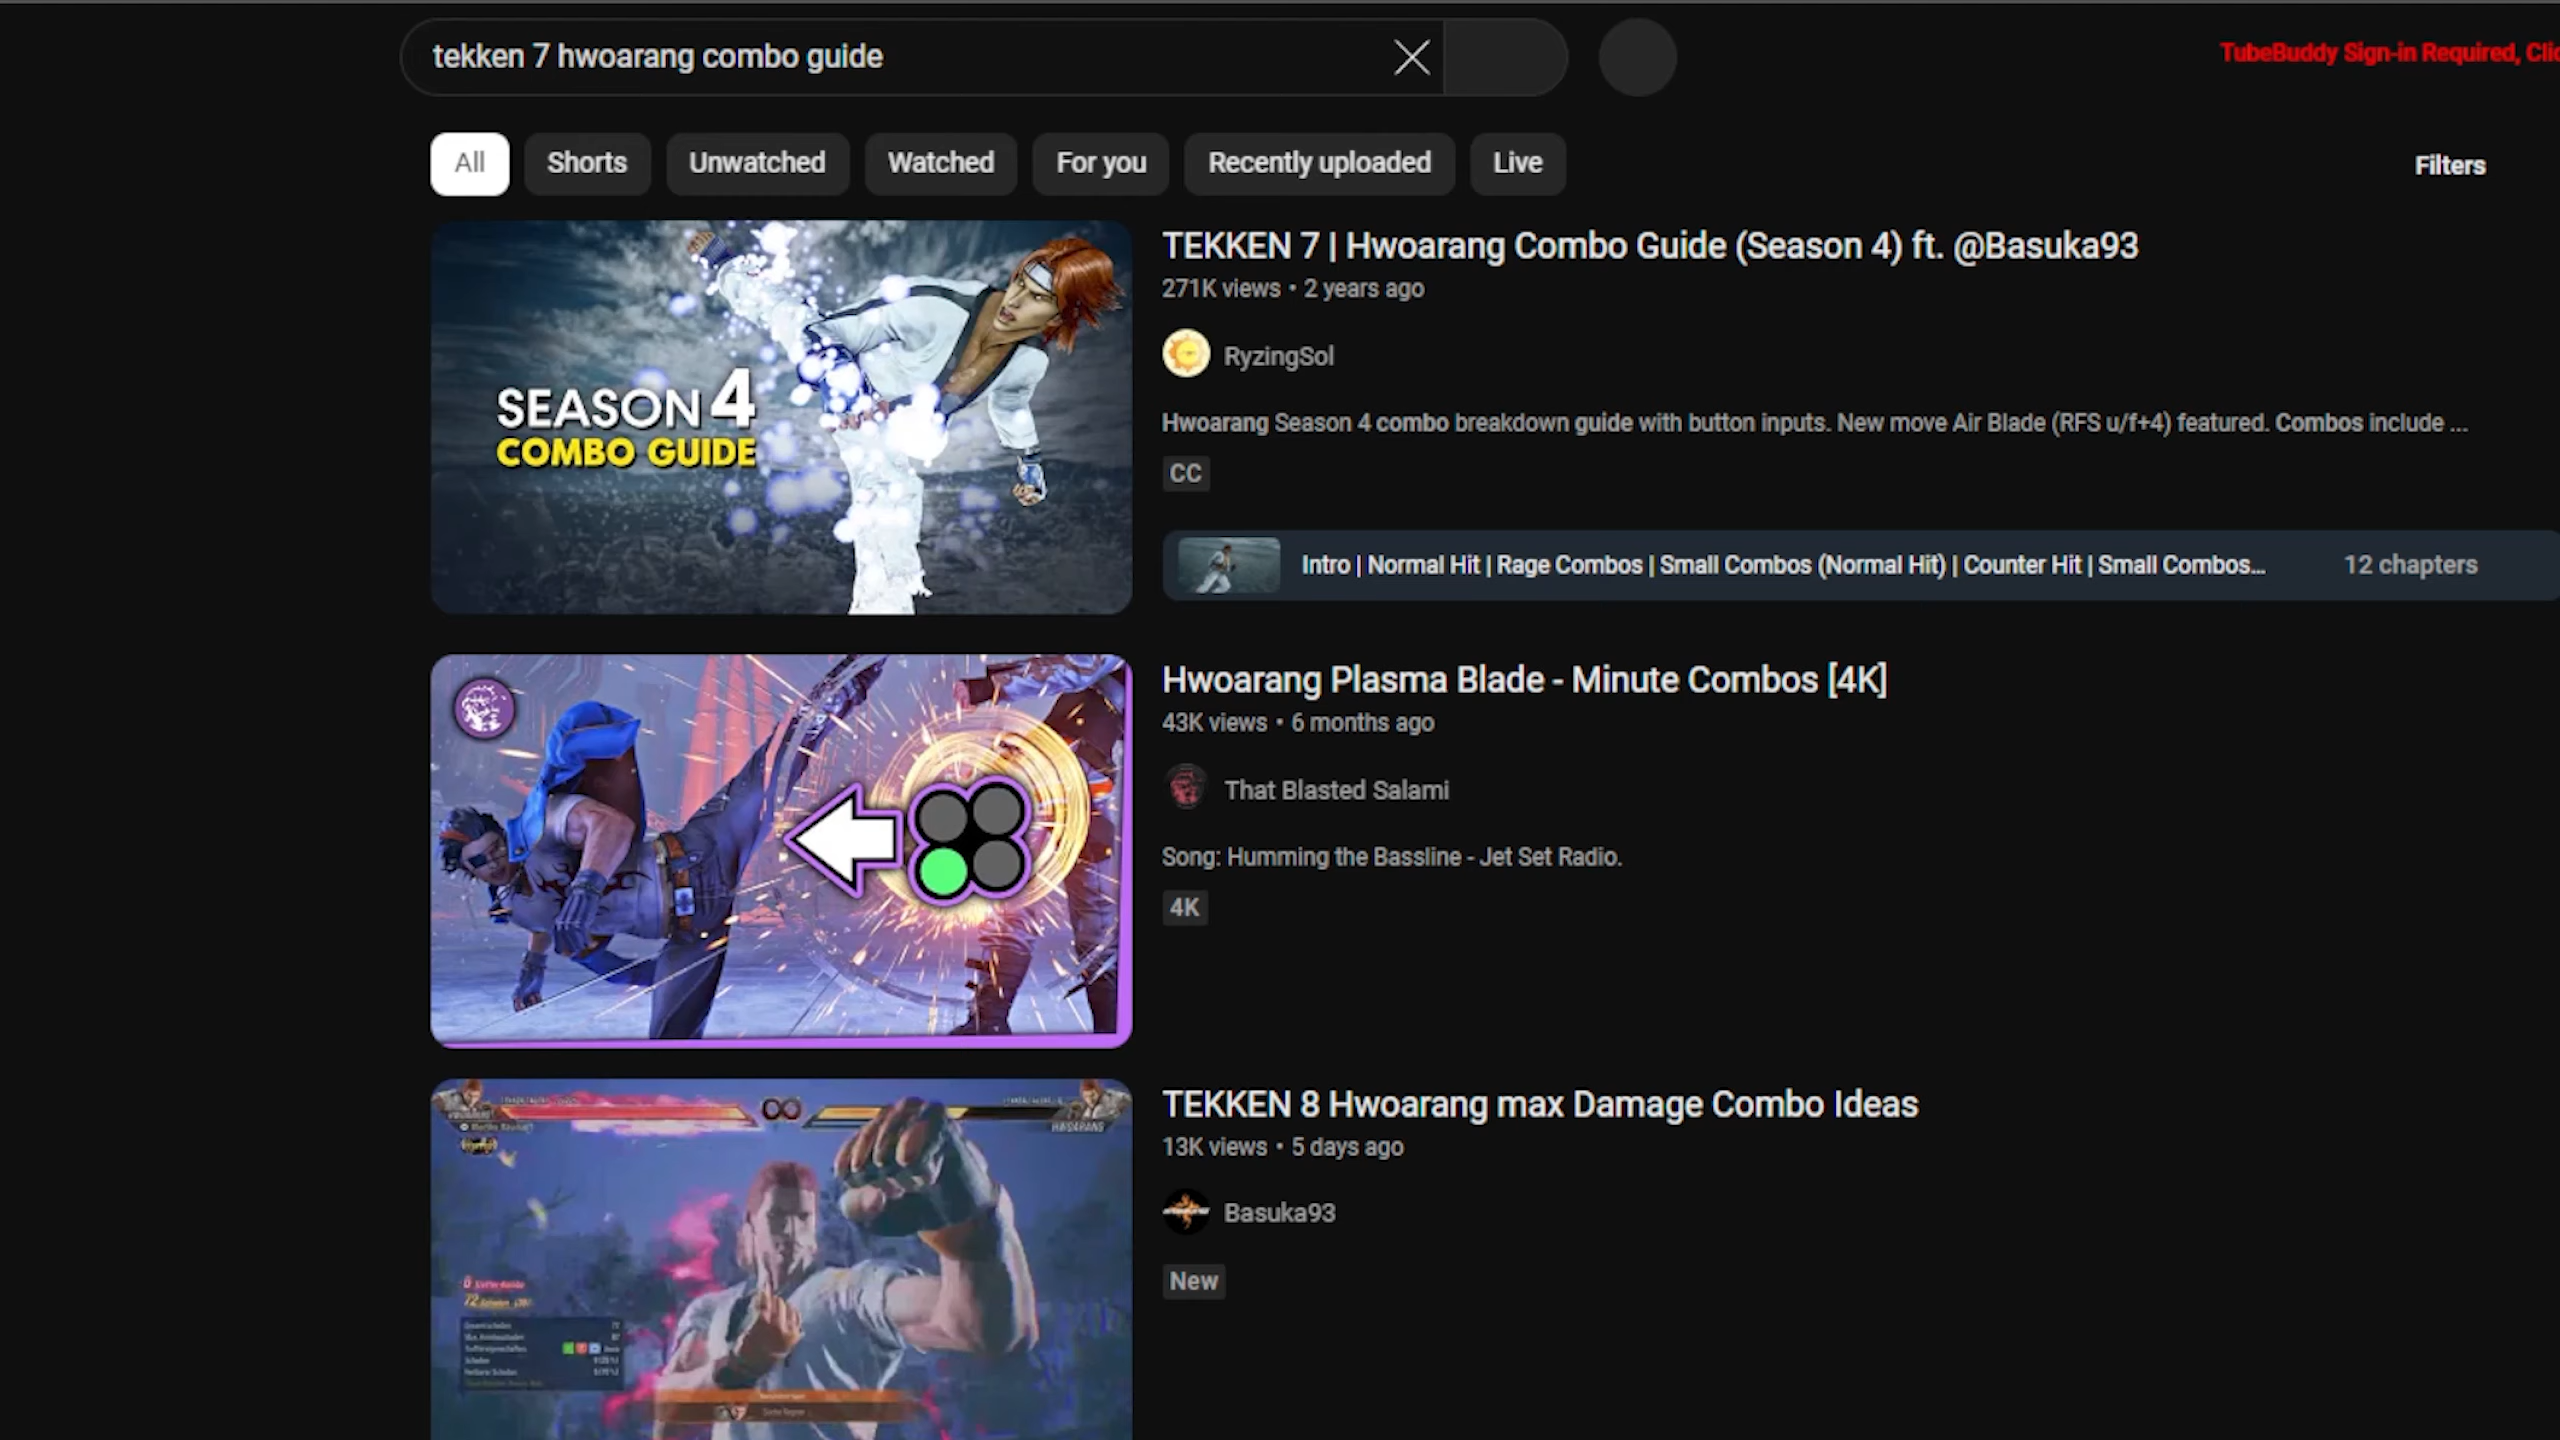 tekken 7 hwoarang combo guide
TubeBuddy Sign-in Required, Clic
All
Shorts
Unwatched
Watched
For you
Recently uploaded
Live
Filters
SEASON 4
COMBO GUIDE
TEKKEN 7 | Hwoarang Combo Guide (Season 4) ft. @Basuka93
271K views • 2 years ago
RyzingSol
Hwoarang Season 4 combo breakdown guide with button inputs. New move Air Blade (RFS u/f+4) featured. Combos include ...
CC
Intro | Normal Hit | Rage Combos | Small Combos (Normal Hit) | Counter Hit | Small Combos...
12 chapters
Hwoarang Plasma Blade - Minute Combos [4K]
43K views • 6 months ago
That Blasted Salami
Song: Humming the Bassline - Jet Set Radio.
4K
HWOARANG
TEKKEN 8 Hwoarang max Damage Combo Ideas
13K views • 5 days ago
Basuka93
New